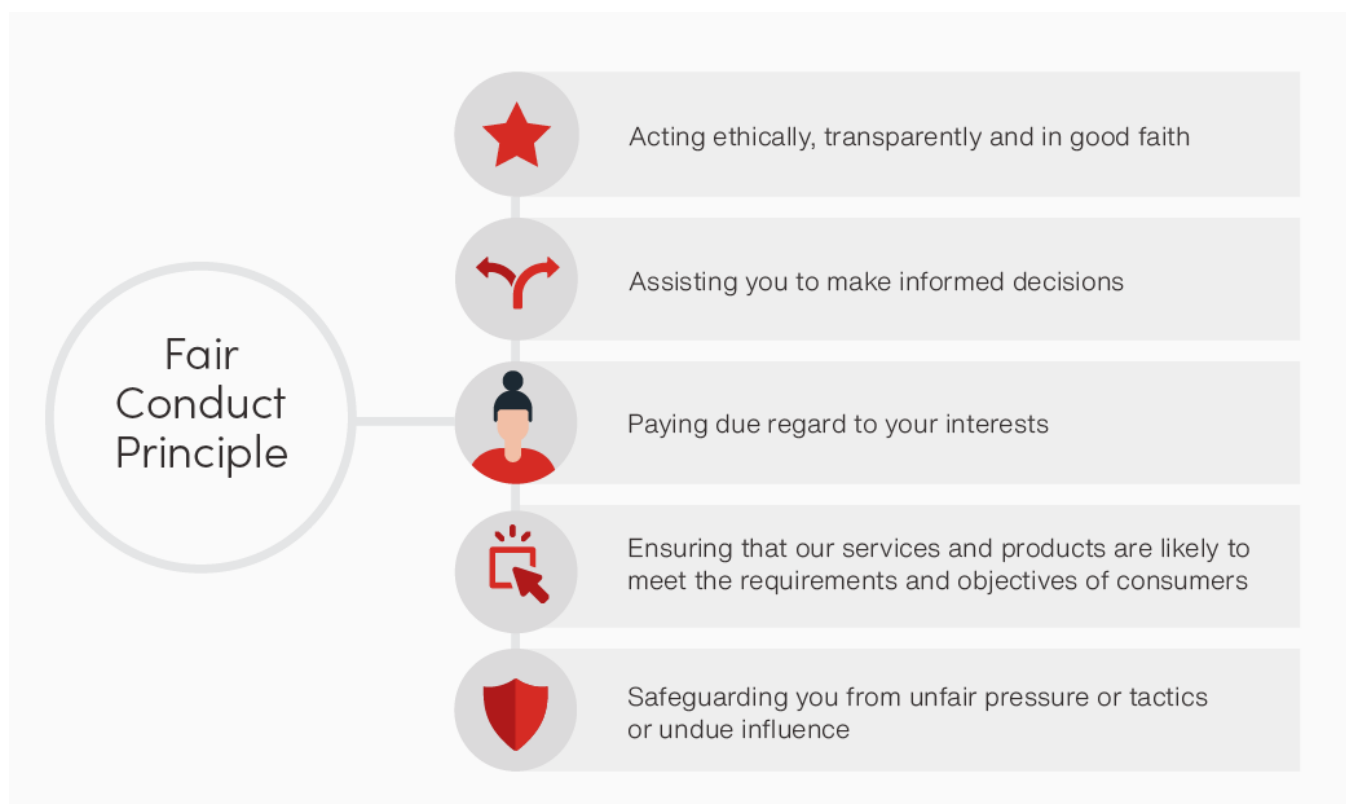 Fair
Conduct
Principle
Acting ethically, transparently and in good faith
Assisting you to make informed decisions
Paying due regard to your interests
Ensuring that our services and products are likely to
meet the requirements and objectives of consumers
Safeguarding you from unfair pressure or tactics
or undue influence